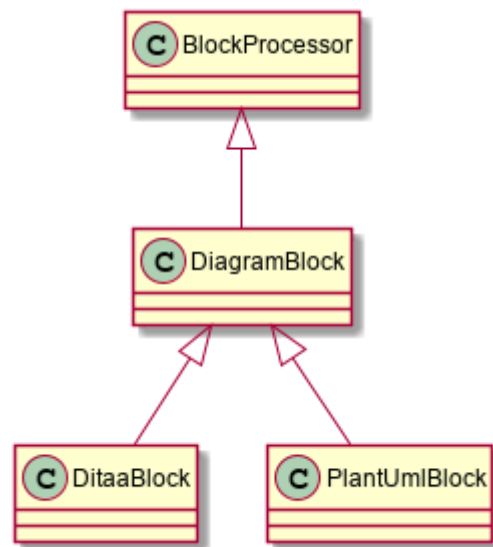 C BlockProcessor
C DiagramBlock
C DitaaBlock
C PlantUmlBlock